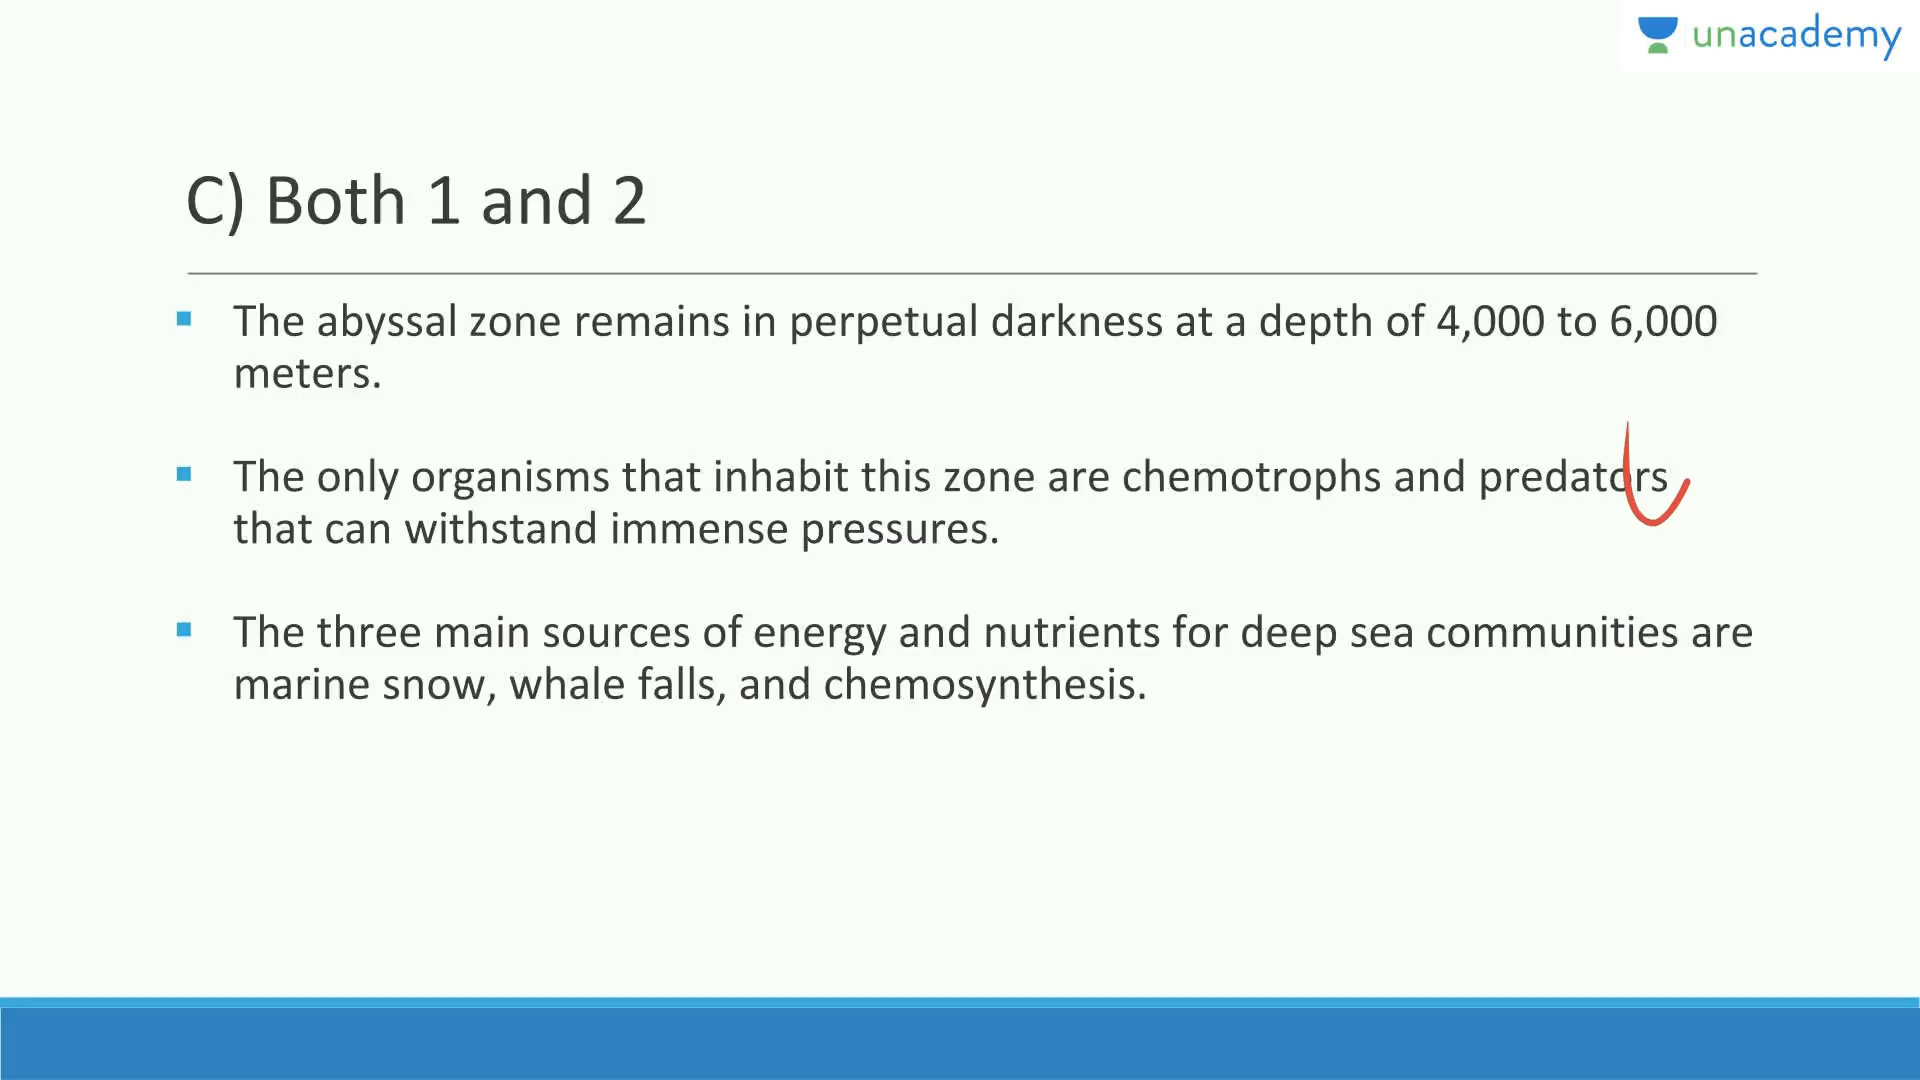 unacademy
C) Both 1 and 2
▪ The abyssal zone remains in perpetual darkness at a depth of 4,000 to 6,000
meters.
▪ The only organisms that inhabit this zone are chemotrophs and predators
that can withstand immense pressures.
▪ The three main sources of energy and nutrients for deep sea communities are
marine snow, whale falls, and chemosynthesis.